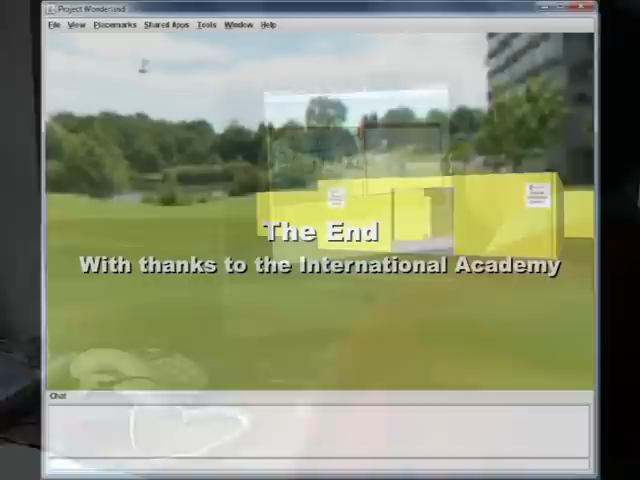 Project Wonderland
File View Placemarks Shared Apps Tools Window Help
The End
With thanks to the International Academy
Chat